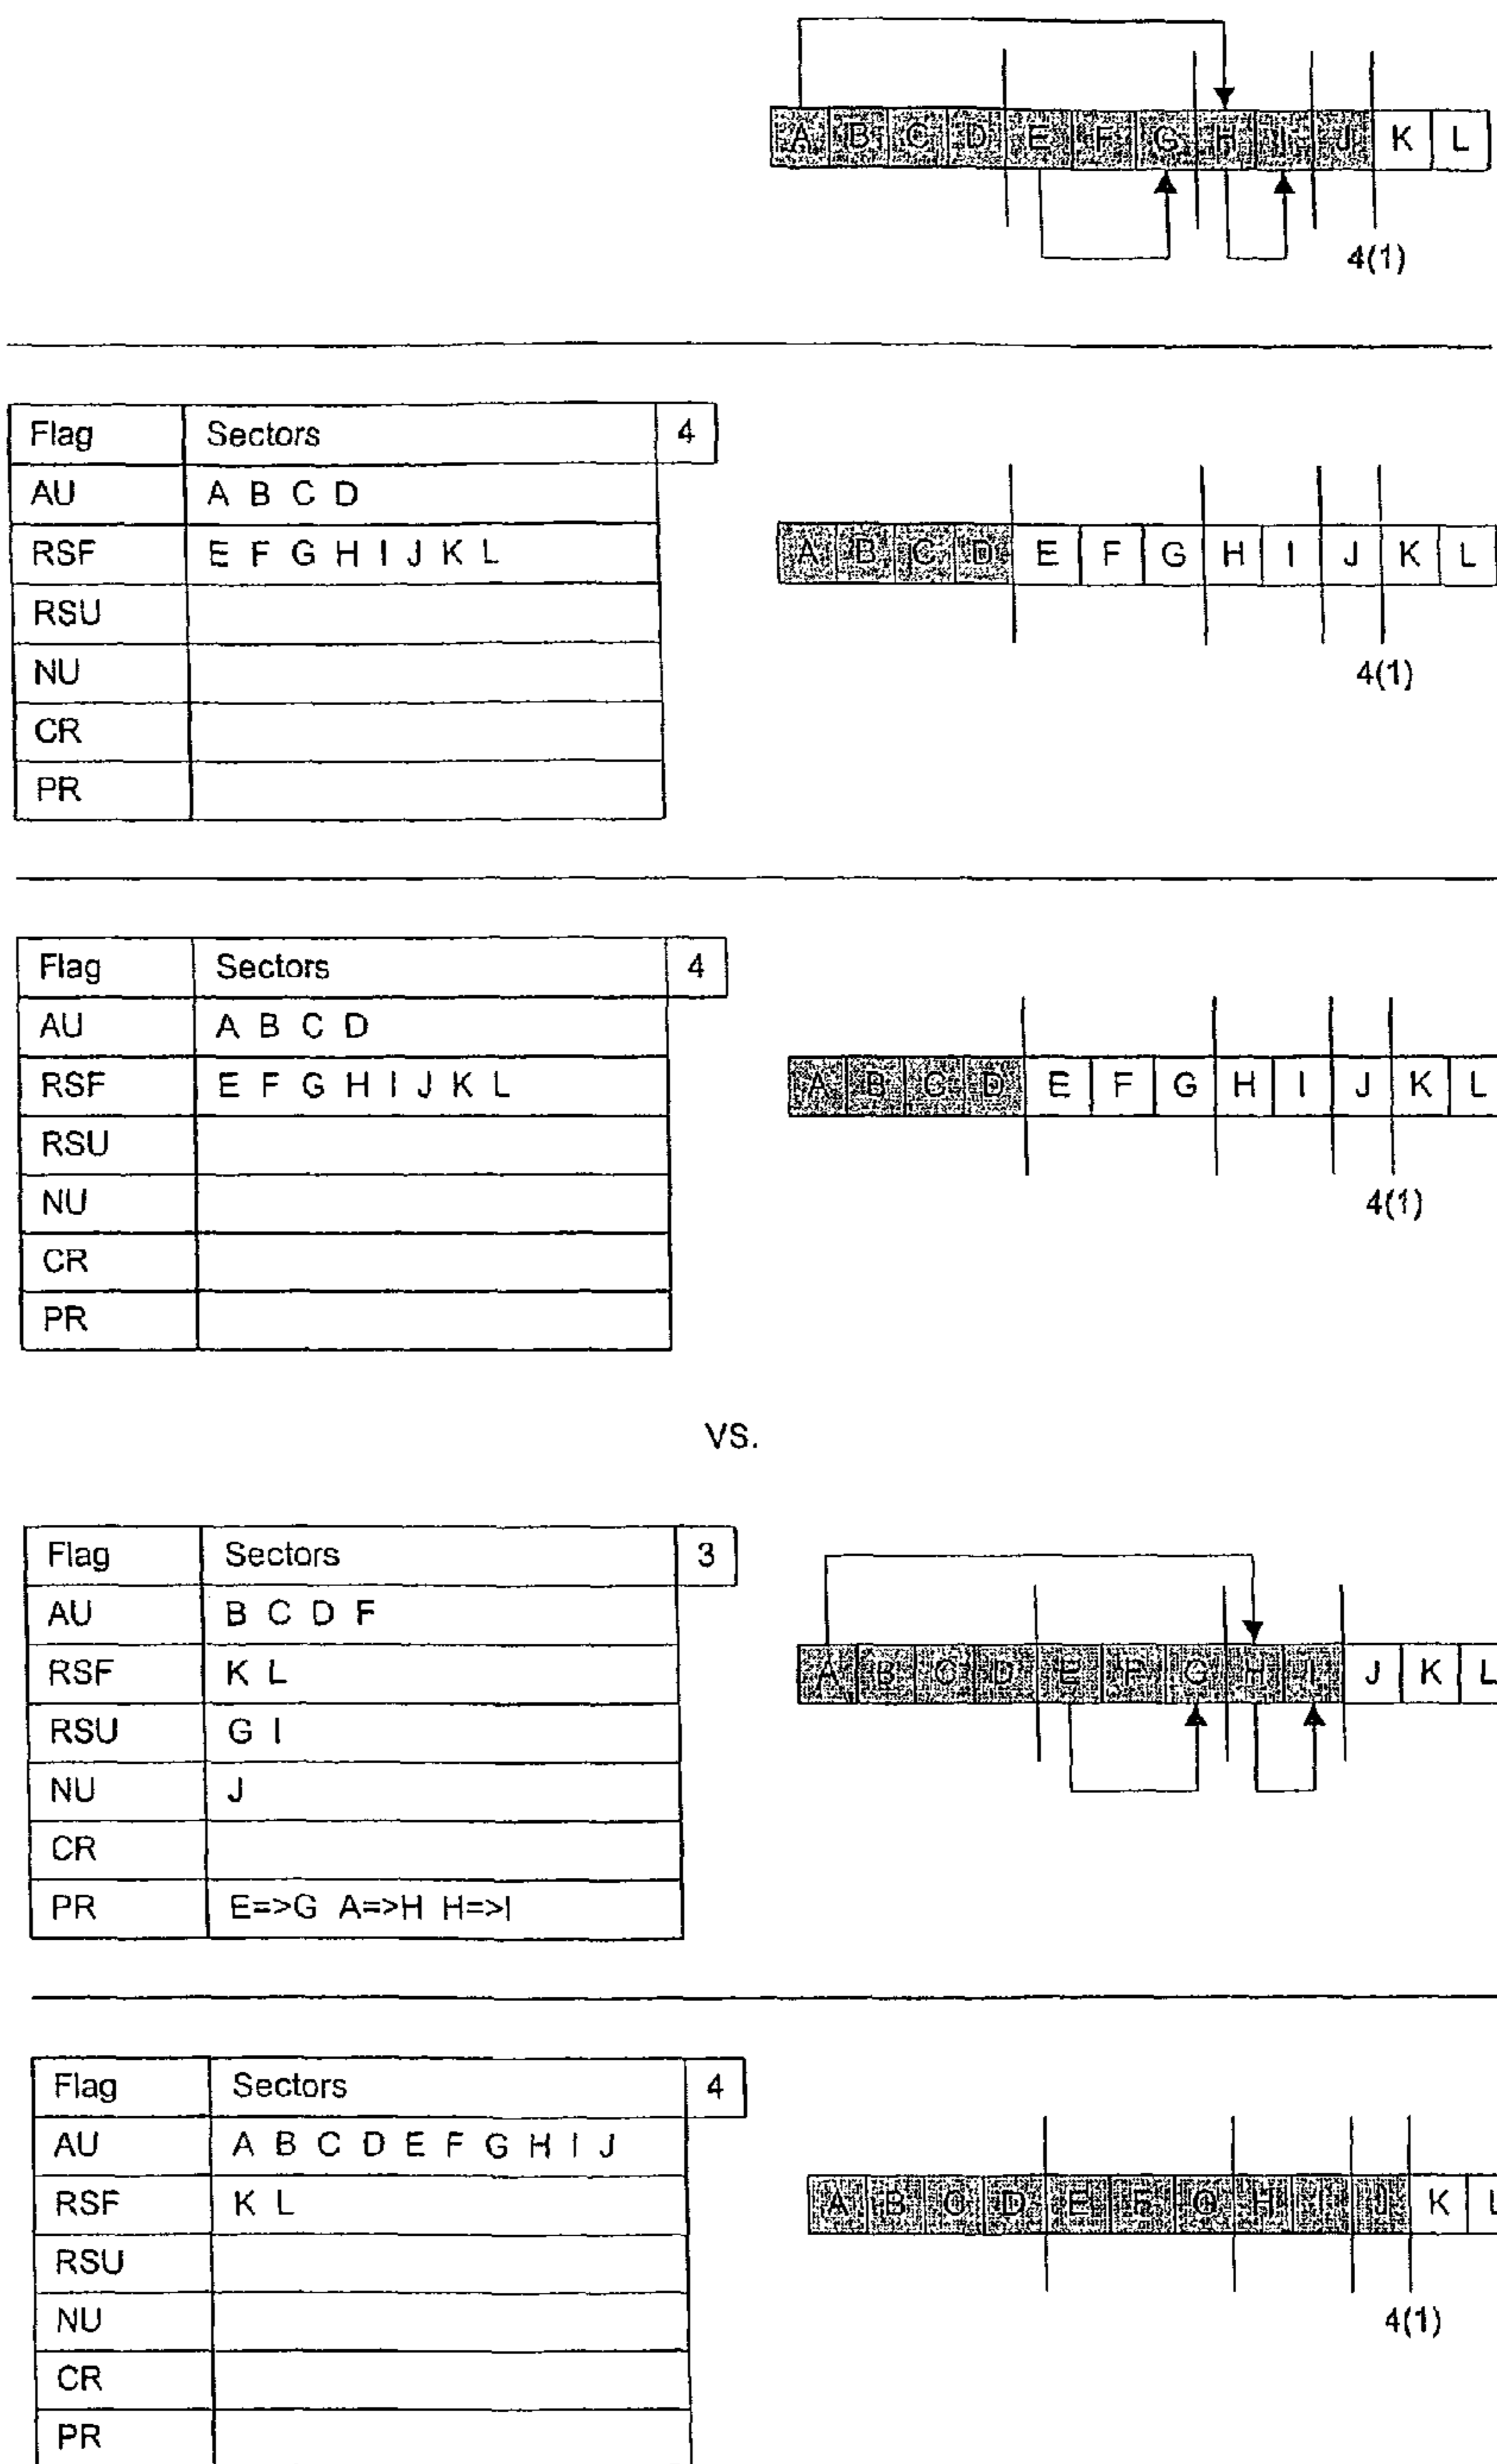 A B C D E F G H I J K L
4(1)
Flag Sectors 4
AU A B C D
RSF E F G H I J K L
RSU
NU
CR
PR
A B C D E F G H I J K L
4(1)
Flag Sectors 4
AU A B C D
RSF E F G H I J K L
RSU
NU
CR
PR
A B C D E F G H I J K L
4(1)
VS.
Flag Sectors 3
AU B C D F
RSF K L
RSU G I
NU J
CR
PR E=>G A=>H H=>I
A B C D E F G H I J K L
Flag Sectors 4
AU A B C D E F G H I J
RSF K L
RSU
NU
CR
PR
A B C D E F G H I J K L
4(1)